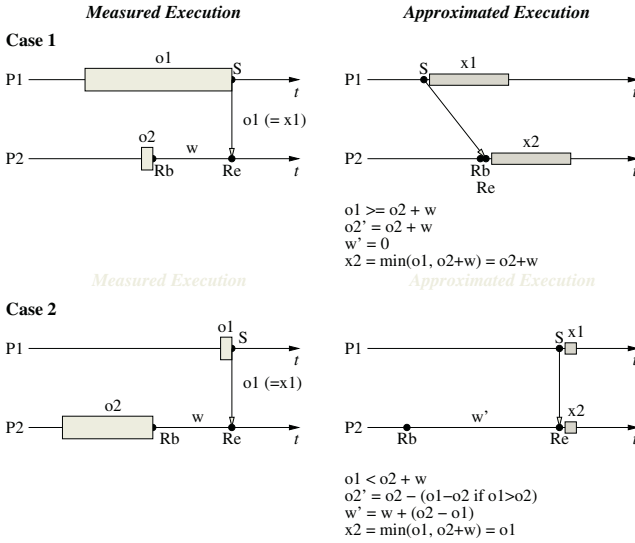 Measured Execution
Approximated Execution
Case 1
o1
S
P1
t
o1 (= x1)
o2
w
P2
Rb
Re
t
x1
S
P1
t
x2
P2
Rb
Re
t
o1 >= o2 + w
o2' = o2 + w
w' = 0
x2 = min(o1, o2+w) = o2+w
Measured Execution
Approximated Execution
Case 2
o1
S
P1
t
o1 (=x1)
o2
w
P2
Rb
Re
t
x1
S
P1
t
w'
x2
P2
Rb
Re
t
o1 < o2 + w
o2' = o2 − (o1−o2 if o1>o2)
w' = w + (o2 − o1)
x2 = min(o1, o2+w) = o1